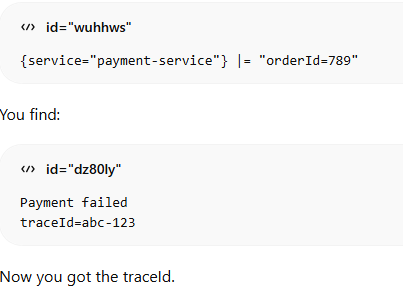 </> id="wuhhws"
{service="payment-service"} |= "orderId=789"
You find:
</> id="dz80ly"
Payment failed
traceId=abc-123
Now you got the traceId.